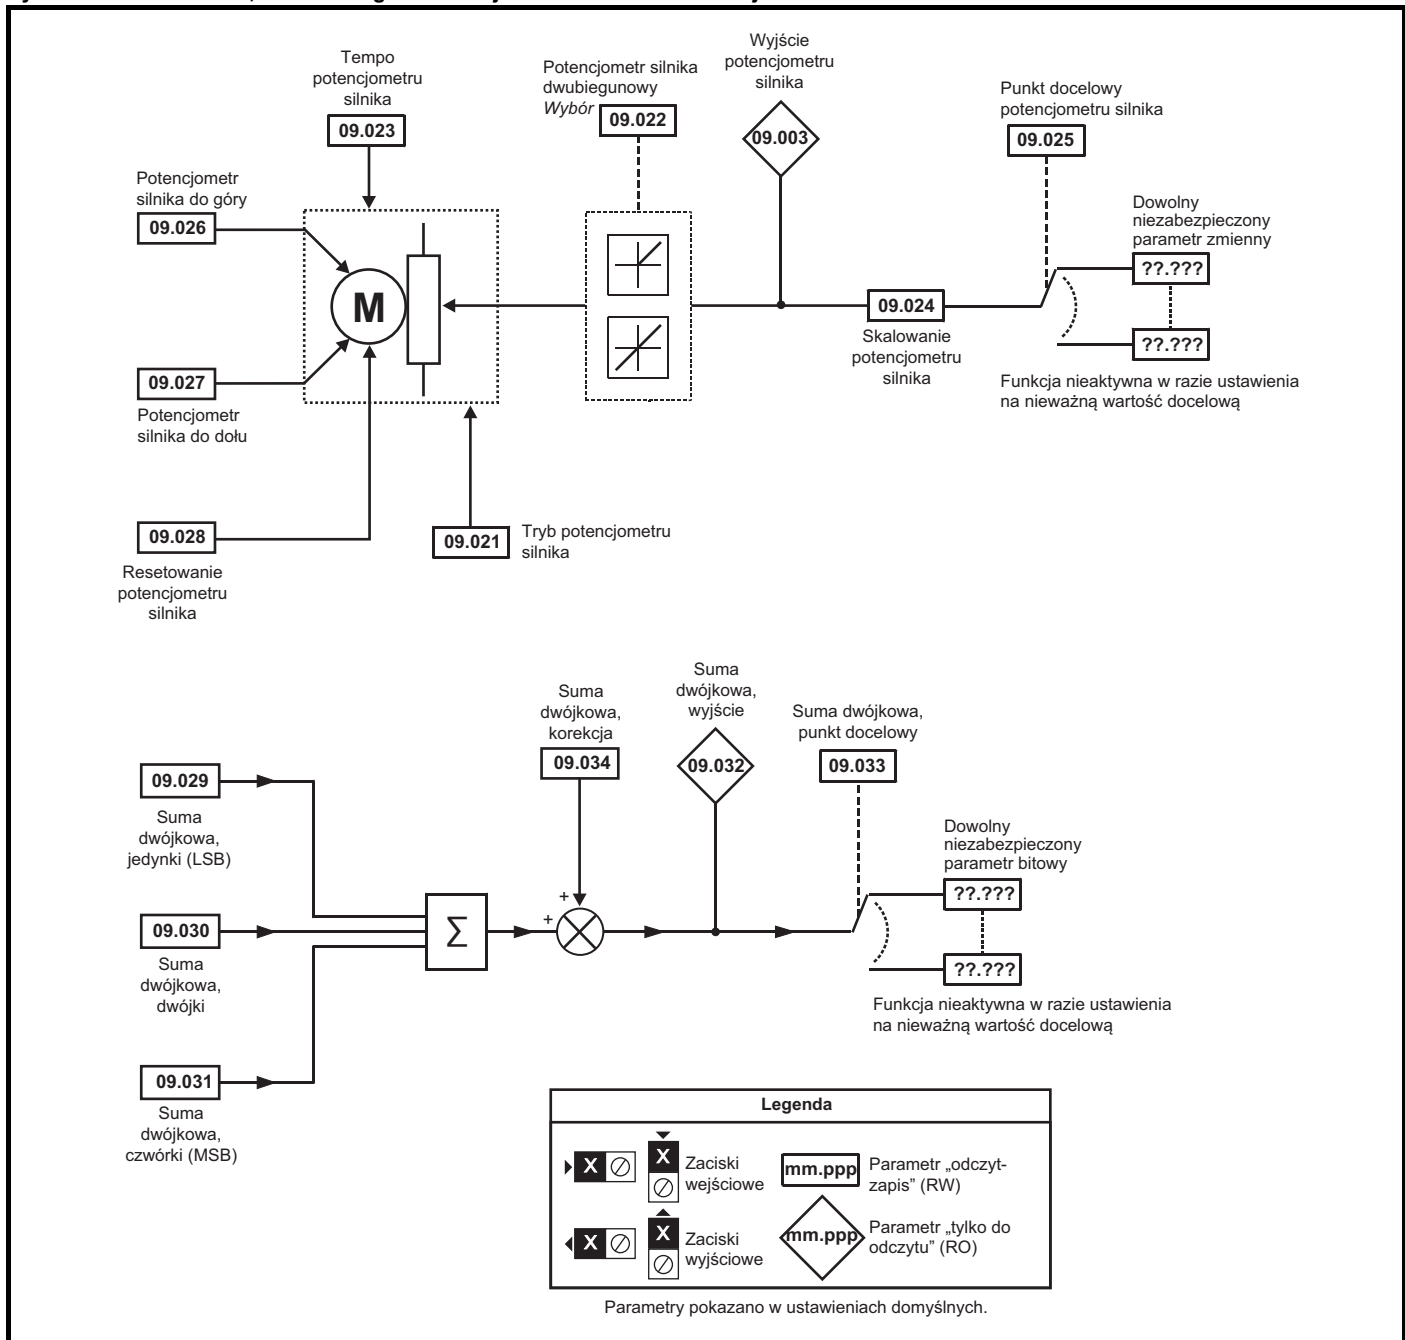 Tempo
potencjometru
silnika
09.023
Potencjometr silnika
dwubiegunowy
Wybór
09.022
Wyjście
potencjometru
silnika
09.003
Punkt docelowy
potencjometru silnika
09.025
Potencjometr
silnika do góry
09.026
M
09.027
Potencjometr
silnika do dołu
09.028
Resetowanie
potencjometru
silnika
09.021
Tryb potencjometru
silnika
09.024
Skalowanie
potencjometru
silnika
Dowolny
niezabezpieczony
parametr zmienny
??.???
??.???
Funkcja nieaktywna w razie ustawienia
na nieważną wartość docelową
09.029
Suma
dwójkowa,
jedynki (LSB)
09.030
Suma
dwójkowa,
dwójki
09.031
Suma
dwójkowa,
czwórki (MSB)
Σ
Suma
dwójkowa,
korekcja
09.034
+
+
Suma
dwójkowa,
wyjście
09.032
Suma dwójkowa,
punkt docelowy
09.033
Dowolny
niezabezpieczony
parametr bitowy
??.???
??.???
Funkcja nieaktywna w razie ustawienia
na nieważną wartość docelową
Legenda
X
X
Zaciski
wejściowe
mm.ppp
Parametr „odczyt-
zapis” (RW)
X
X
Zaciski
wyjściowe
mm.ppp
Parametr „tylko do
odczytu” (RO)
Parametry pokazano w ustawieniach domyślnych.